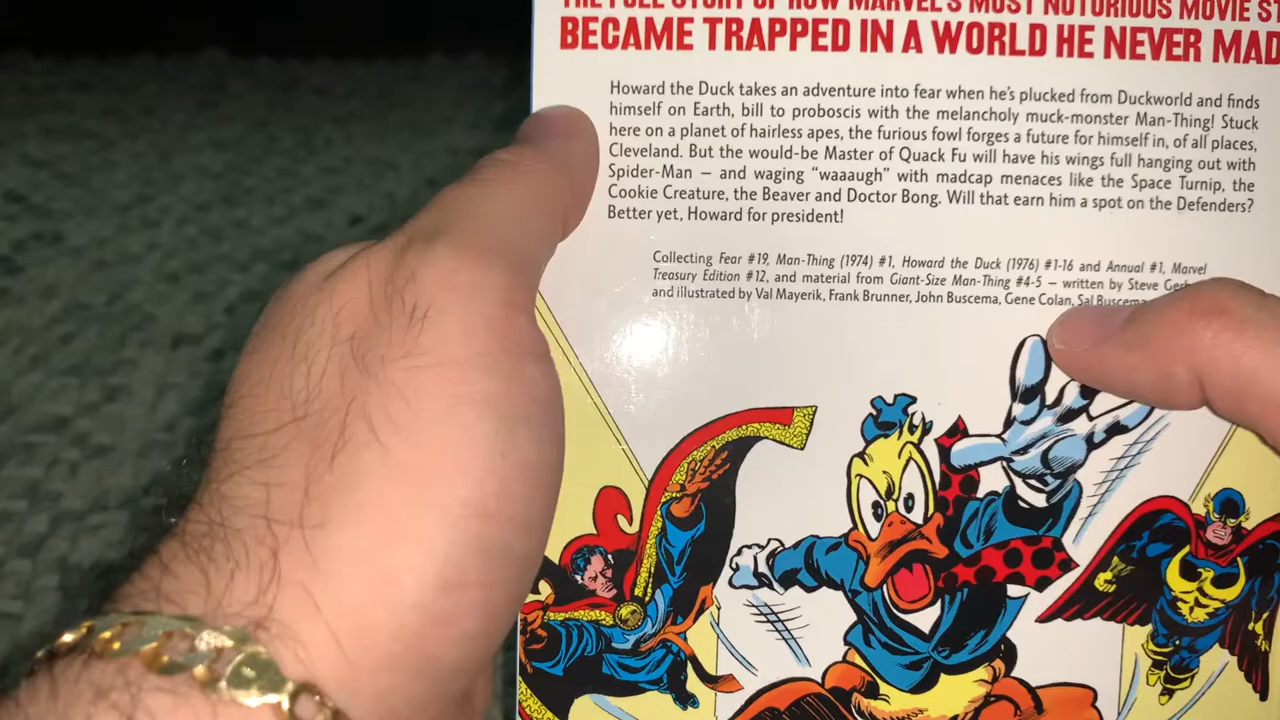 THE FULL STORY OF HOW MARVEL'S MOST NOTORIOUS MOVIE
BECAME TRAPPED IN A WORLD HE NEVER
Howard the Duck takes an adventure into fear when he's plucked from Duckworld and finds
himself on Earth, bill to proboscis with the melancholy muck-monster Man-Thing! Stuck
here on a planet of hairless apes, the furious fowl forges a future for himself in, of all places,
Cleveland. But the would-be Master of Quack Fu will have his wings full hanging out with
Spider-Man — and waging "waaaugh" with madcap menaces like the Space Turnip, the
Cookie Creature, the Beaver and Doctor Bong. Will that earn him a spot on the Defenders?
Better yet, Howard for president!
Collecting Fear #19, Man-Thing (1974) #1, Howard the Duck (1976) #1-16 and Annual #1, Marvel
Treasury Edition #12, and material from Giant-Size Man-Thing #4-5 — written by Steve
and illustrated by Val Mayerik, Frank Brunner, John Buscema, Gene Colan, Sal Buscema